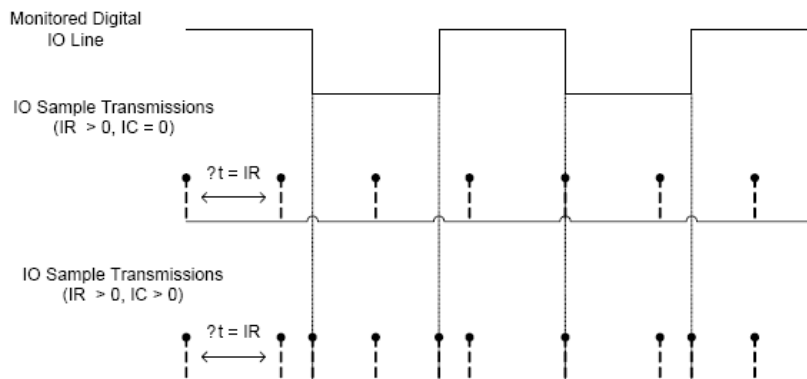 Monitored Digital
IO Line
IO Sample Transmissions
(IR > 0, IC = 0)
?t = IR
IO Sample Transmissions
(IR > 0, IC > 0)
?t = IR